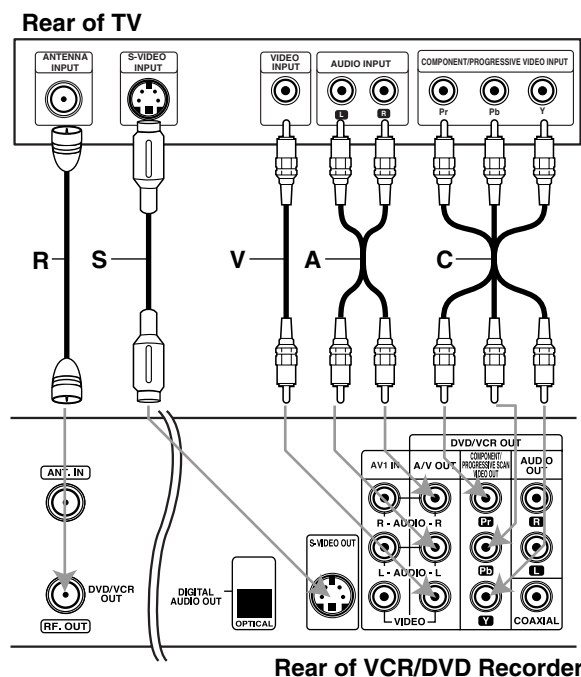 Rear of TV
ANTENNA
INPUT
S-VIDEO
INPUT
VIDEO
INPUT
AUDIO INPUT
COMPONENT/PROGRESSIVE VIDEO INPUT
L
R
Pr
Pb
Y
R
S
V
A
C
DVD/VCR OUT
ANT. IN
AV1 IN
A/V OUT
COMPONENT/
PROGRESSIVE SCAN
VIDEO OUT
AUDIO
OUT
R - AUDIO - R
Pr
R
S-VIDEO OUT
L - AUDIO - L
Pb
L
DVD/VCR
OUT
RF. OUT
DIGITAL
AUDIO OUT
OPTICAL
VIDEO
Y
COAXIAL
Rear of VCR/DVD Recorder